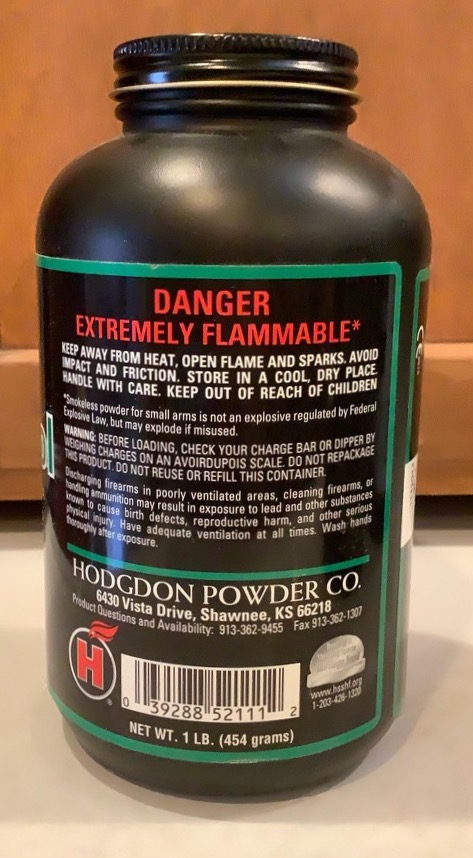 DANGER
EXTREMELY FLAMMABLE*
KEEP AWAY FROM HEAT, OPEN FLAME AND SPARKS. AVOID
IMPACT AND FRICTION. STORE IN A COOL, DRY PLACE.
HANDLE WITH CARE. KEEP OUT OF REACH OF CHILDREN
*Smokeless powder for small arms is not an explosive regulated by Federal
Explosive Law, but may explode if misused.
WARNING: BEFORE LOADING, CHECK YOUR CHARGE BAR OR DIPPER BY
WEIGHING CHARGES ON AN AVOIRDUPOIS SCALE. DO NOT REPACKAGE
THIS PRODUCT. DO NOT REUSE OR REFILL THIS CONTAINER.
Discharging firearms in poorly ventilated areas, cleaning firearms, or
handling ammunition may result in exposure to lead and other substances
known to cause birth defects, reproductive harm, and other serious
physical injury. Have adequate ventilation at all times. Wash hands
thoroughly after exposure.
HODGDON POWDER CO.
6430 Vista Drive, Shawnee, KS 66218
Product Questions and Availability: 913-362-9455 Fax 913-362-1307
H
®
0 39288 52111 2
www.hsshf.org
1-203-426-1320
NET WT. 1 LB. (454 grams)